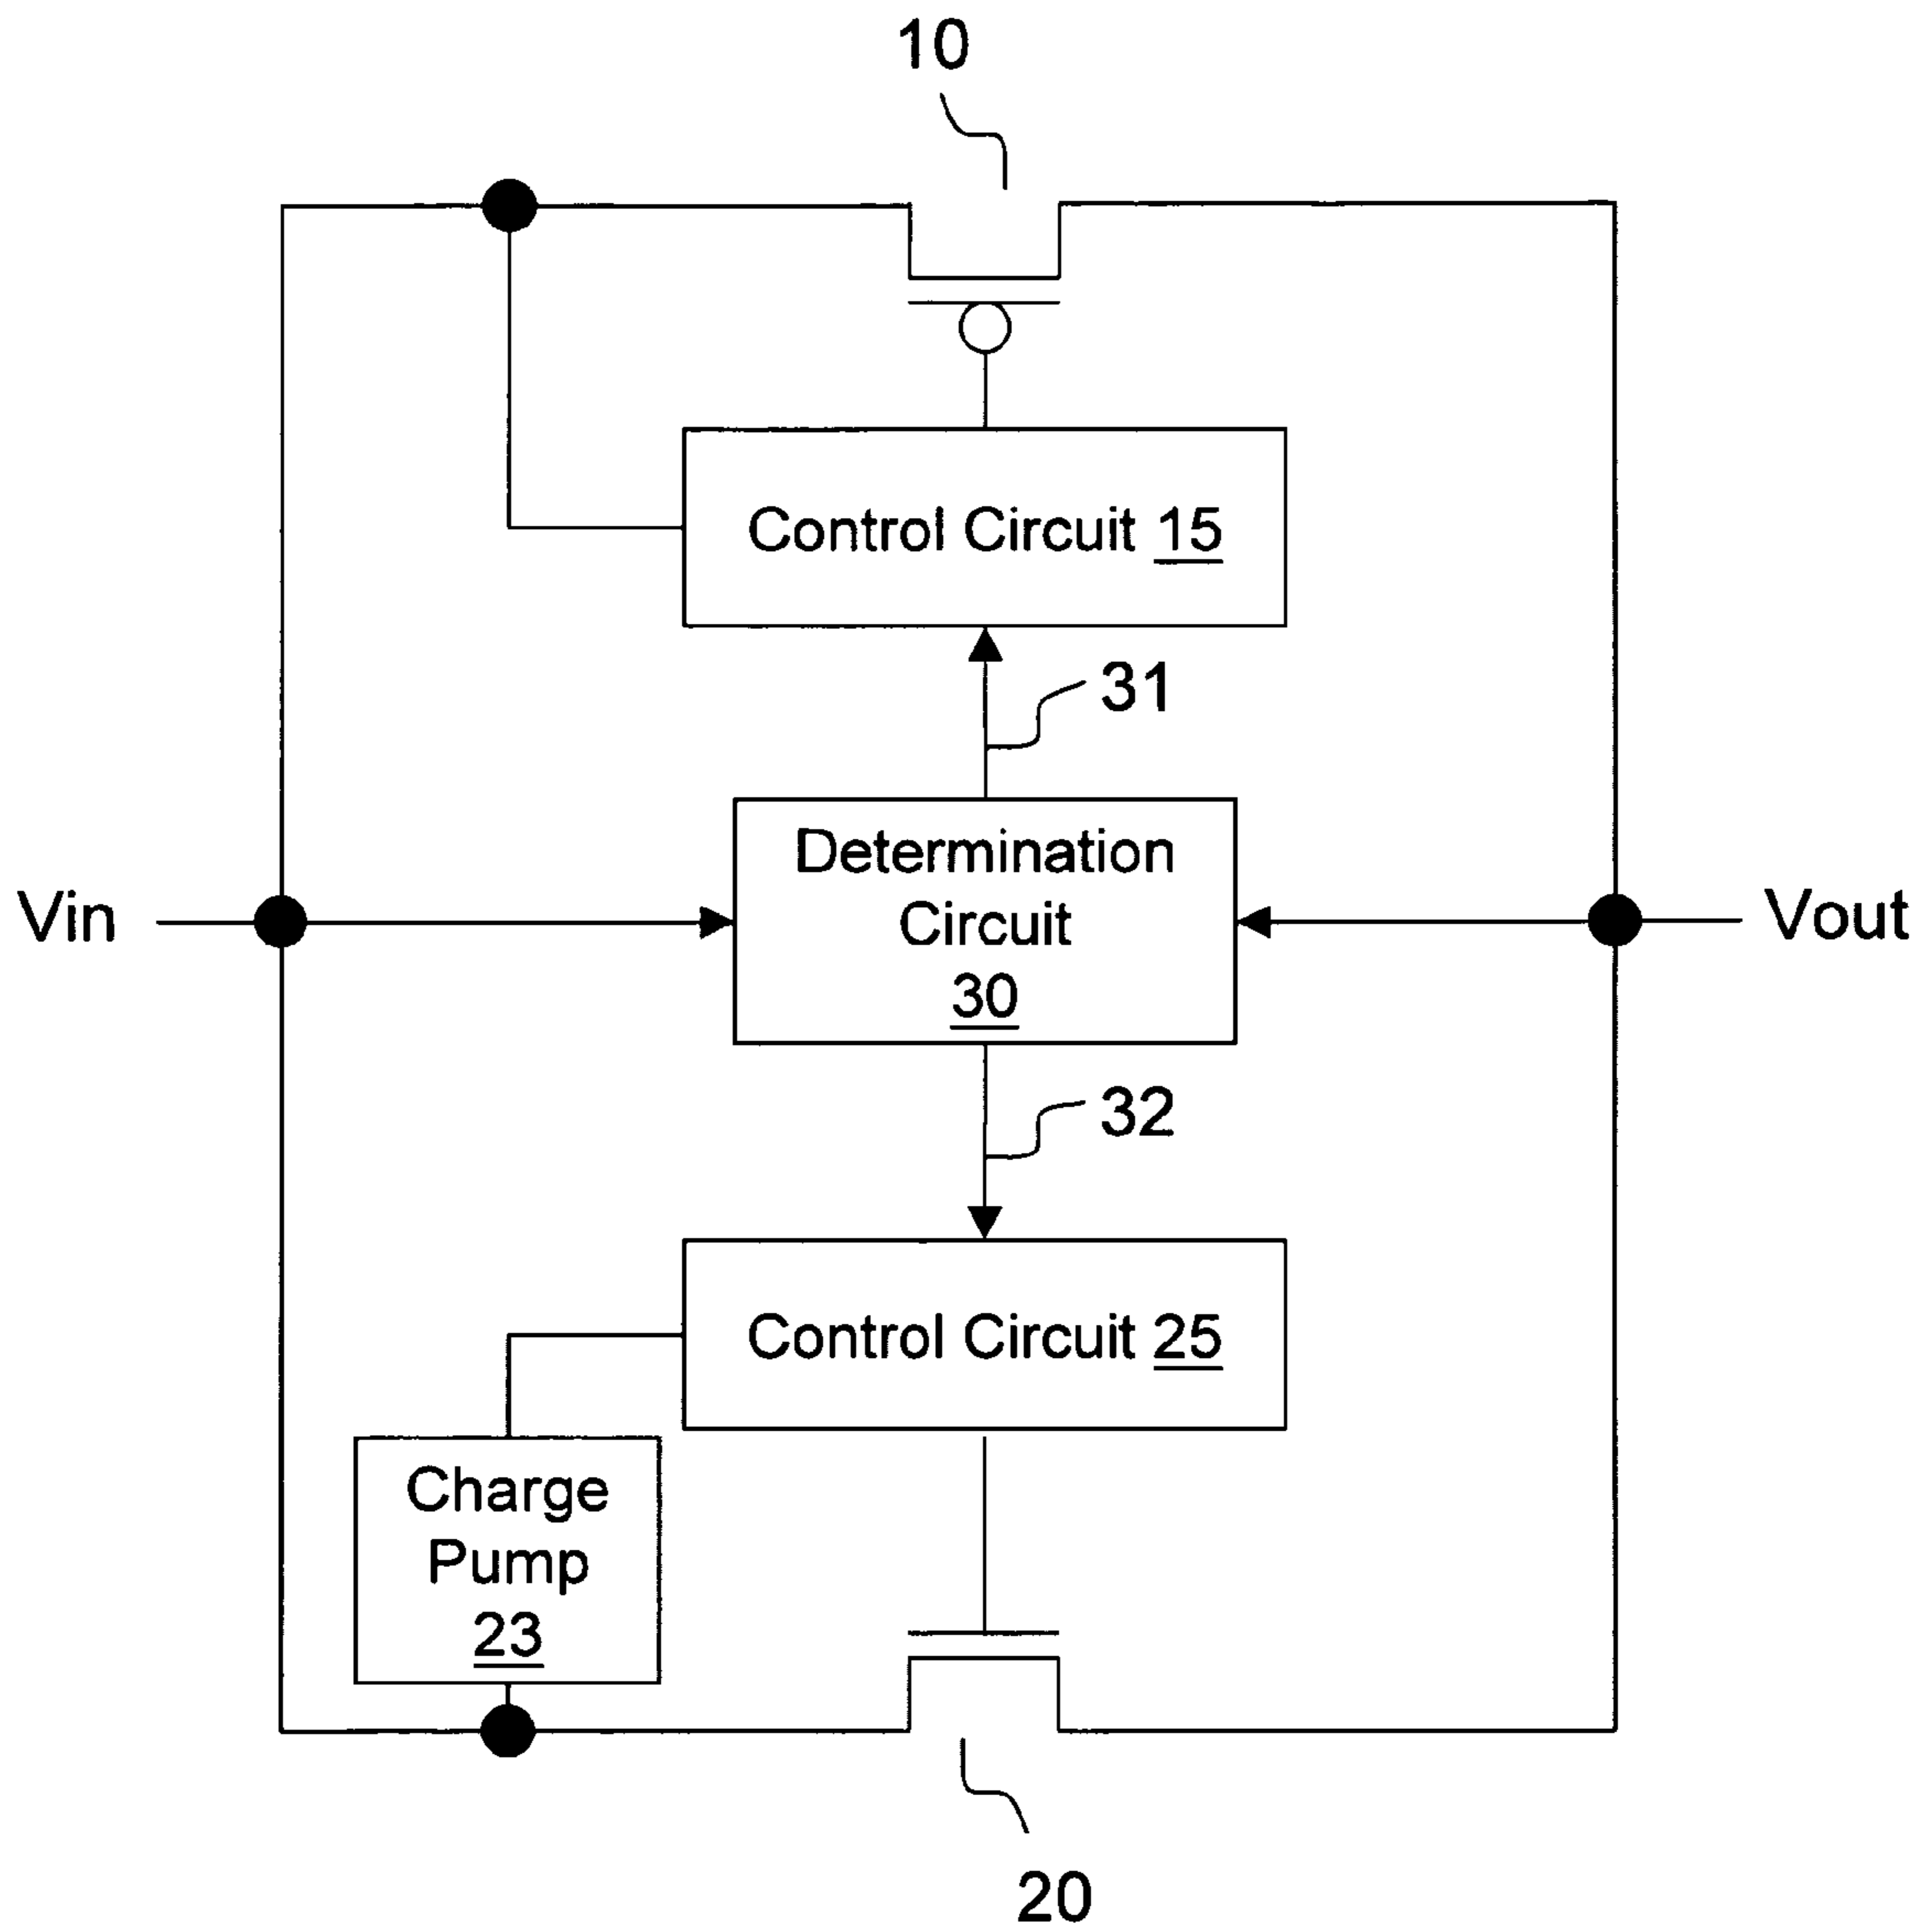 10
Control Circuit 15
31
Determination
Circuit
30
Vin
Vout
32
Control Circuit 25
Charge
Pump
23
20